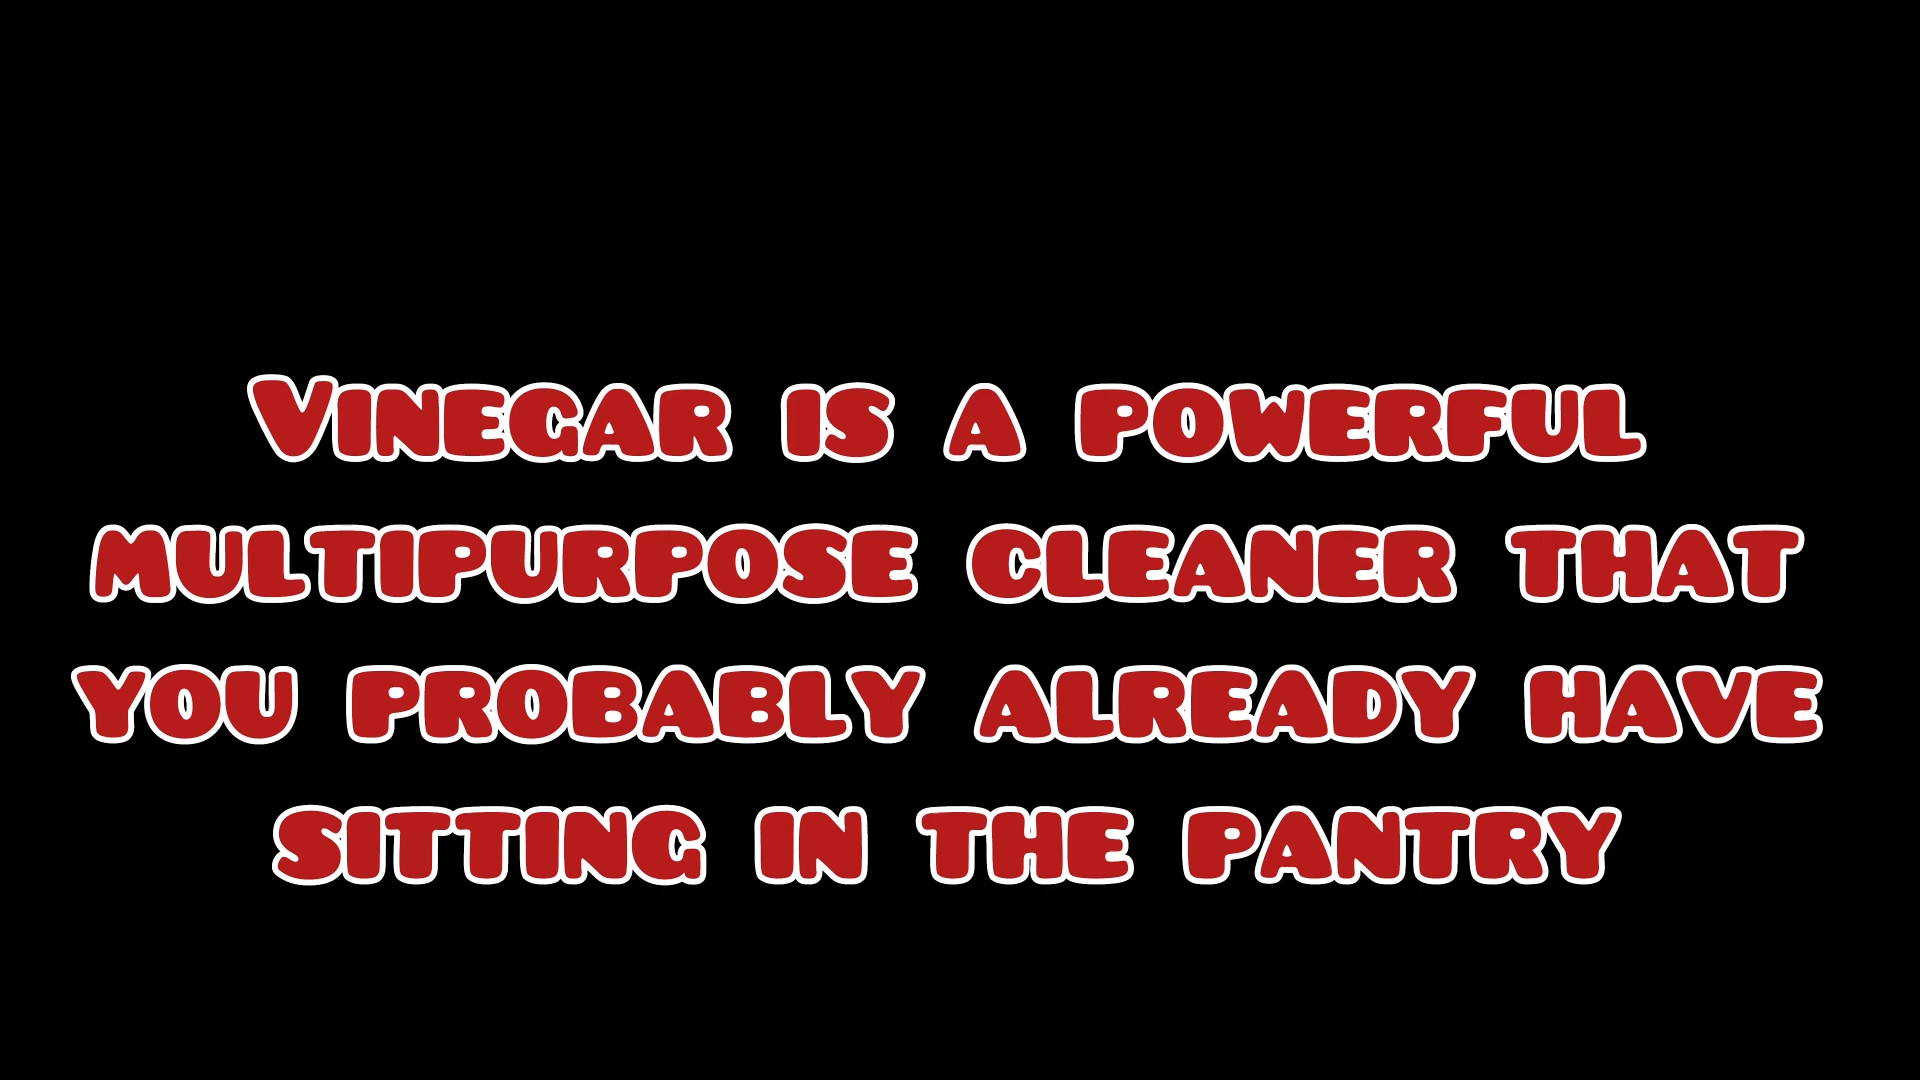 Vinegar is a powerful
multipurpose cleaner that
you probably already have
sitting in the pantry